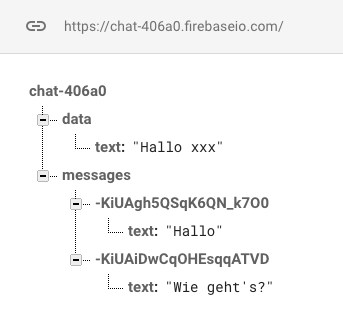 https://chat-406a0.firebaseio.com/
chat-406a0
data
text: "Hallo xxx"
messages
-KiUAgh5QSqK6QN_k7O0
text: "Hallo"
-KiUAiDwCqOHEsqqATVD
text: "Wie geht's?"